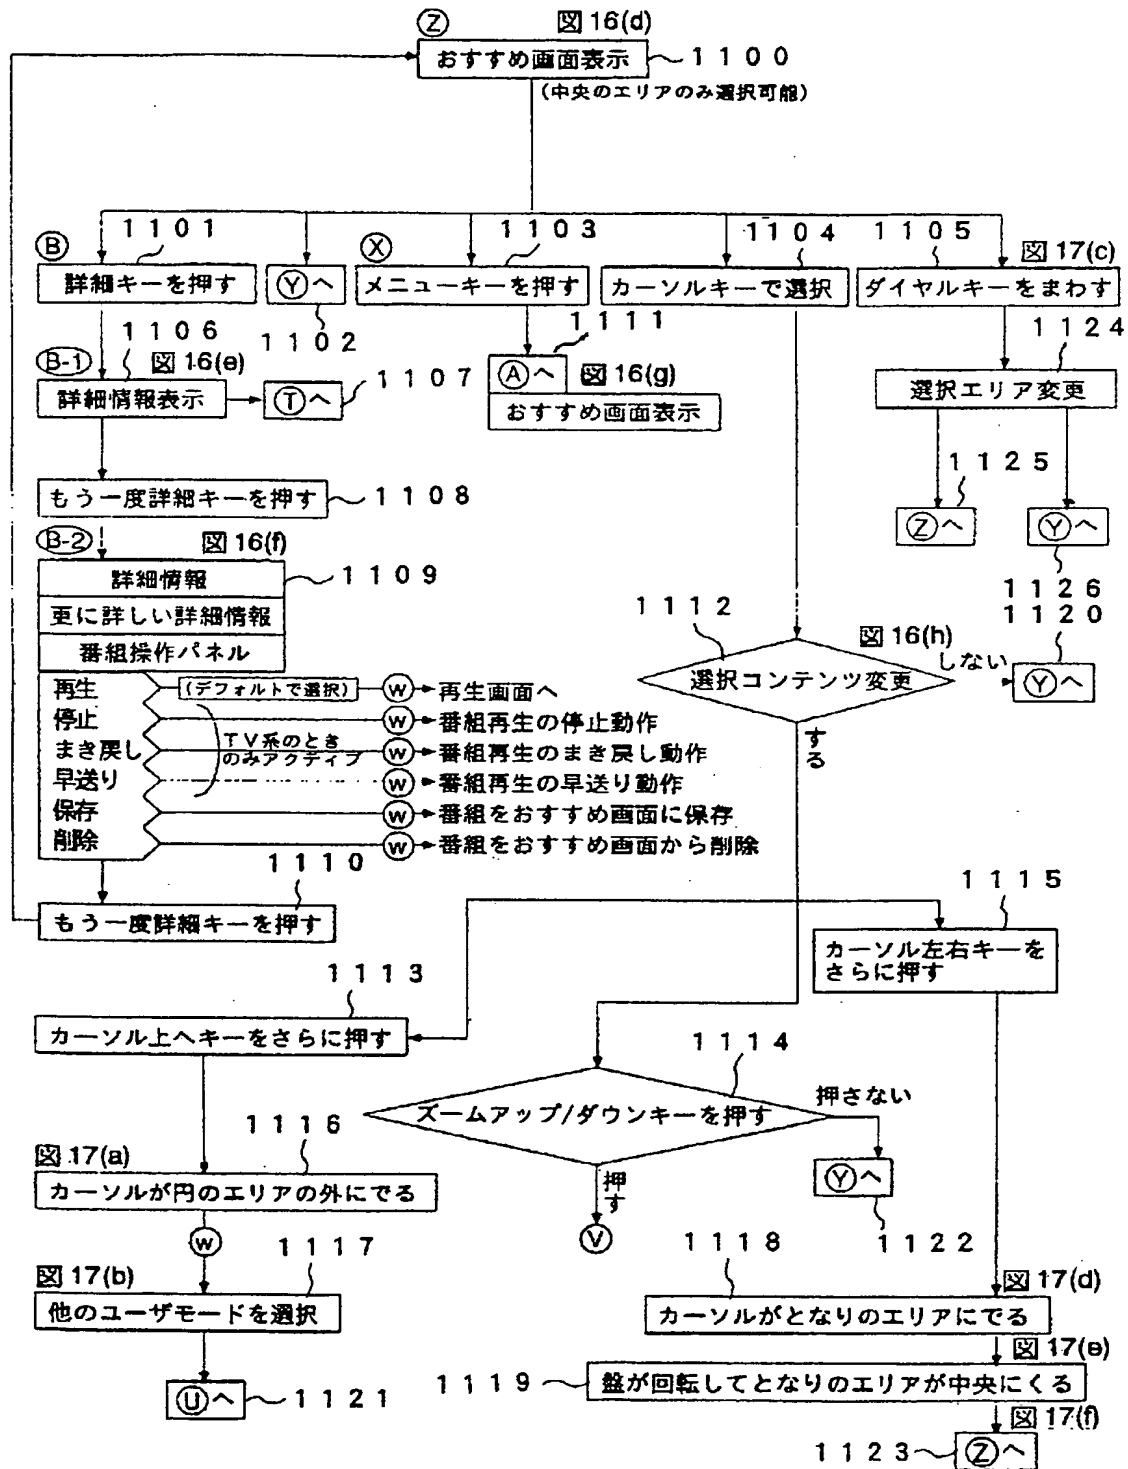 Ⓩ 図16(d)
おすすめ画面表示 1100
(中央のエリアのみ選択可能)
Ⓑ 1101
詳細キーを押す
Ⓨへ
1102
Ⓧ 1103
メニューキーを押す
1104
カーソルキーで選択
1105 図17(c)
ダイヤルキーをまわす
1106
B-1 図16(e)
詳細情報表示
Ⓣへ 1107
1111
Ⓐへ 図16(g)
おすすめ画面表示
1124
選択エリア変更
1125
Ⓩへ
Ⓨへ
1126
もう一度詳細キーを押す 1108
B-2 図16(f)
詳細情報 1109
更に詳しい詳細情報
番組操作パネル
再生 (デフォルトで選択) ⓦ 再生画面へ
停止 ⓦ 番組再生の停止動作
まき戻し ⓦ 番組再生のまき戻し動作
早送り ⓦ 番組再生の早送り動作
TV系のとき
のみアクティブ
保存 ⓦ 番組をおすすめ画面に保存
削除 ⓦ 番組をおすすめ画面から削除
1110
もう一度詳細キーを押す
1112 図16(h)
選択コンテンツ変更
しない
1120
Ⓨへ
する
1113
カーソル上へキーをさらに押す
1115
カーソル左右キーを
さらに押す
1114
ズームアップ/ダウンキーを押す
押さない
Ⓨへ
1122
押す
Ⓥ
1116
図17(a)
カーソルが円のエリアの外にでる
ⓦ
1117
図17(b)
他のユーザモードを選択
Ⓤへ 1121
1118 図17(d)
カーソルがとなりのエリアにでる
図17(e)
1119 盤が回転してとなりのエリアが中央にくる
図17(f)
1123 Ⓩへ